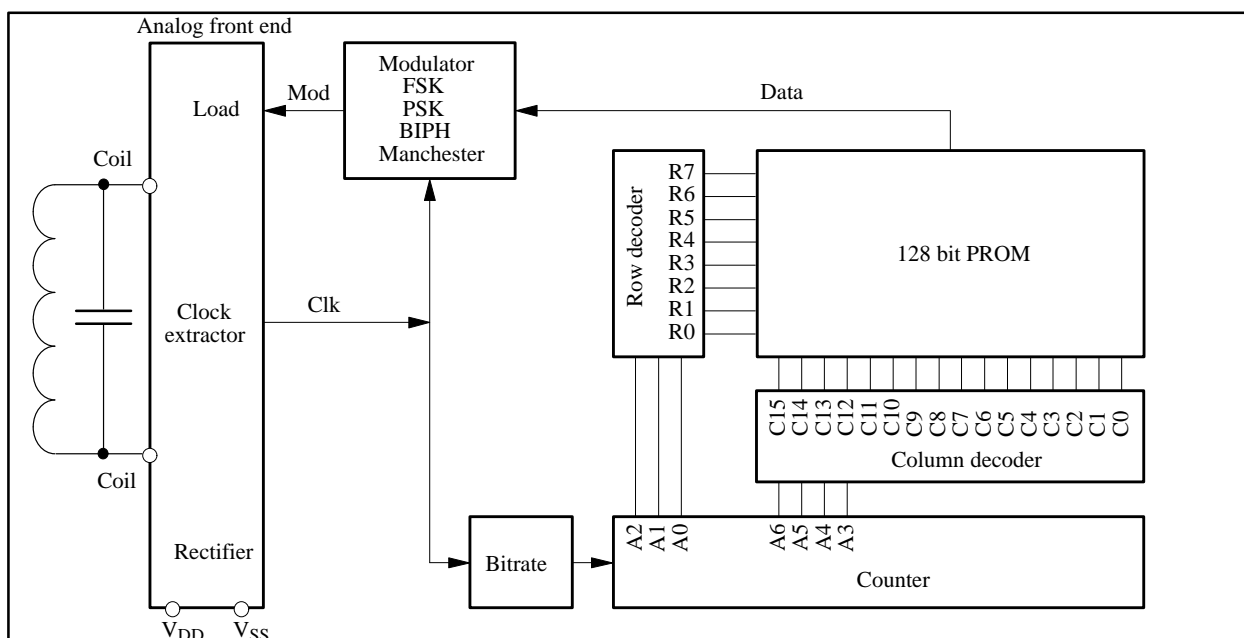 Analog front end
Modulator
FSK
PSK
BIPH
Manchester
Mod
Data
Load
Coil
Row decoder
R7
R6
R5
R4
R3
R2
R1
R0
128 bit PROM
Clock
extractor
Clk
C15
C14
C13
C12
C11
C10
C9
C8
C7
C6
C5
C4
C3
C2
C1
C0
Column decoder
Coil
A2
A1
A0
A6
A5
A4
A3
Rectifier
Bitrate
Counter
VDD
VSS